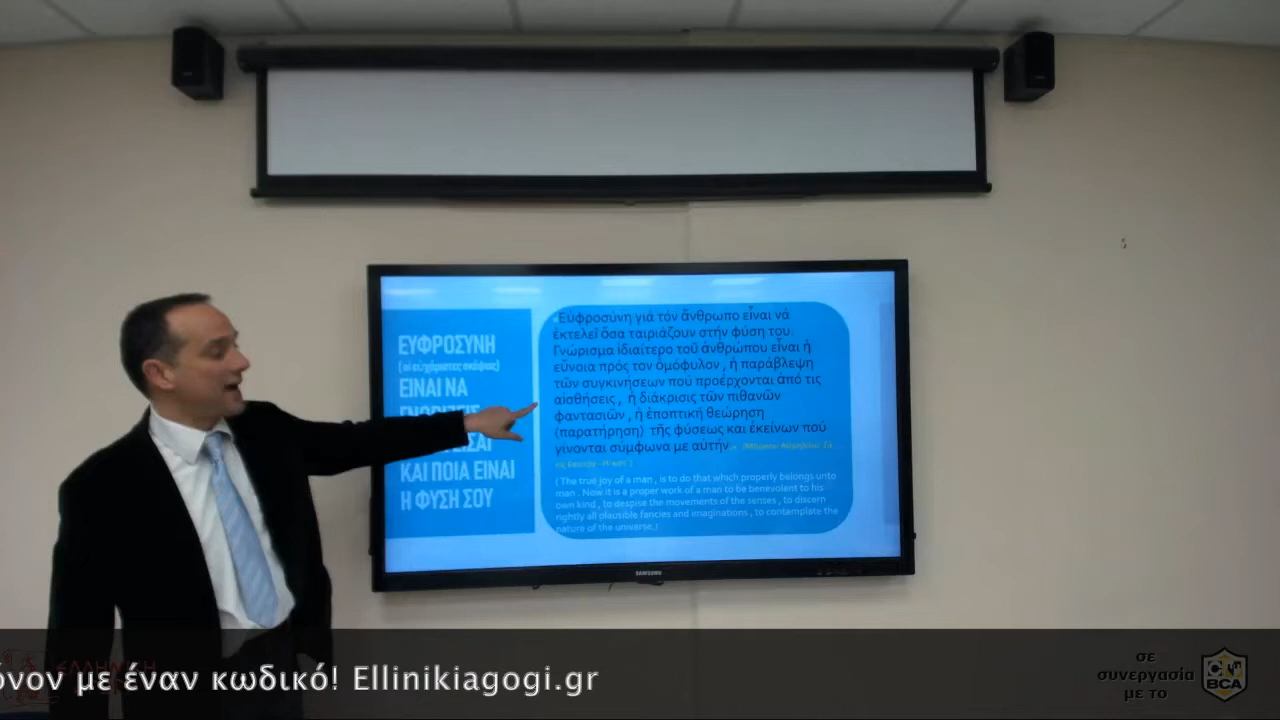 ΕΥΦΡΟΣΥΝΗ
(οι ευχάριστες σκέψεις)
ΕΙΝΑΙ ΝΑ
ΚΑΙ ΠΟΙΑ ΕΙΝΑΙ
Η ΦΥΣΗ ΣΟΥ
Εὐφροσύνη γιά τόν ἄνθρωπο εἶναι νά
ἐκτελεῖ ὅσα ταιριάζουν στήν φύση του.
Γνώρισμα ἰδιαίτερο τοῦ ἀνθρώπου εἶναι ἡ
εὔνοια πρός τον ὁμόφυλον , ἡ παράβλεψη
τῶν συγκινήσεων πού προέρχονται ἀπό τις
αἰσθήσεις , ἡ διάκρισις τῶν πιθανῶν
φαντασιῶν , ἡ ἐποπτική θεώρηση
(παρατήρηση) τῆς φύσεως και ἐκείνων πού
γίνονται σύμφωνα με αὐτήν.»
( The true joy of a man , is to do that which properly belongs unto
man . Now it is a proper work of a man to be benevolent to his
own kind , to despise the movements of the senses , to discern
rightly all plausible fancies and imaginations , to contemplate the
nature of the universe.)
SAMSUNG
όνον με έναν κωδικό! Ellinikiagogi.gr
σε
συνεργασία
με το
BCA